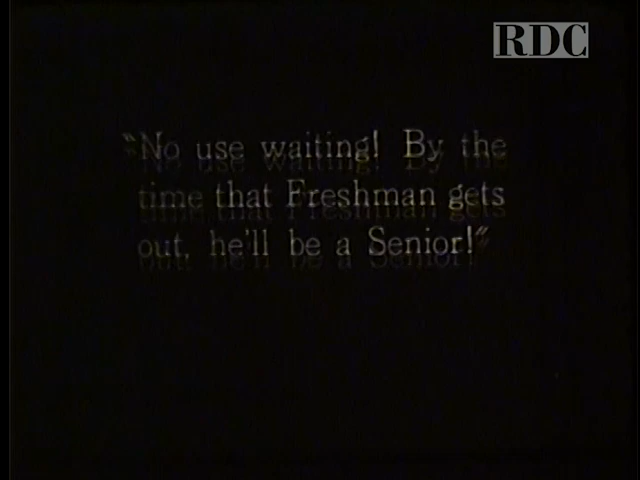 RDC
"No use waiting! By the
time that Freshman gets
out, he'll be a Senior!"